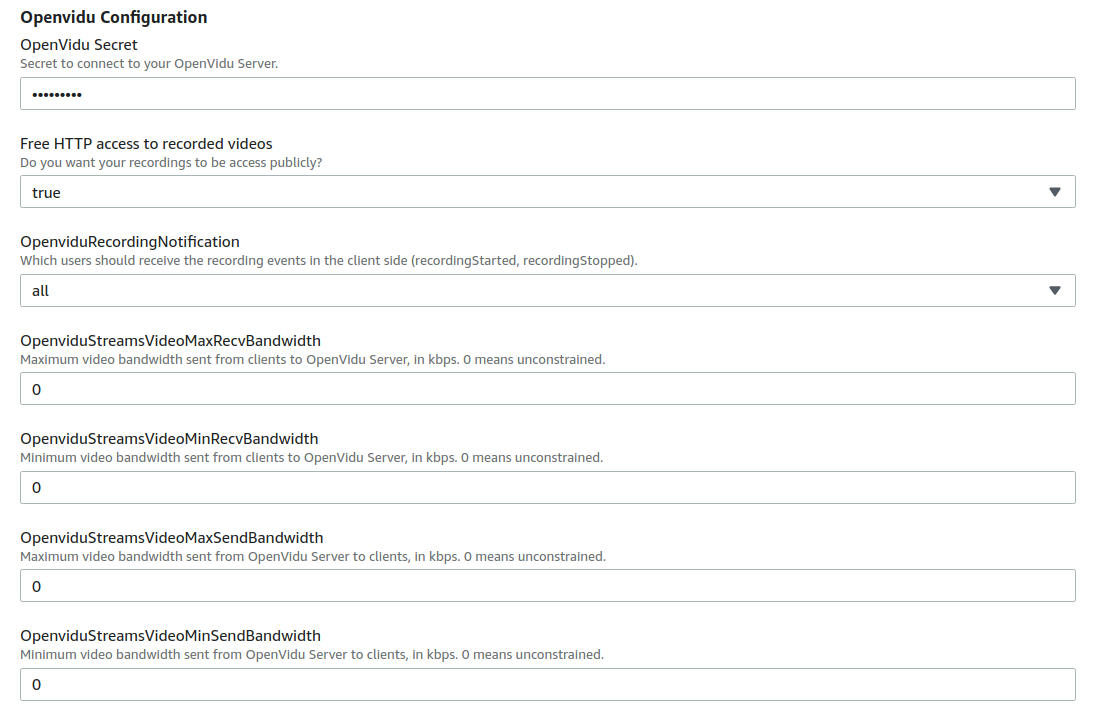 Openvidu Configuration
OpenVidu Secret
Secret to connect to your OpenVidu Server.
•••••••••
Free HTTP access to recorded videos
Do you want your recordings to be access publicly?
true
OpenviduRecordingNotification
Which users should receive the recording events in the client side (recordingStarted, recordingStopped).
all
OpenviduStreamsVideoMaxRecvBandwidth
Maximum video bandwidth sent from clients to OpenVidu Server, in kbps. 0 means unconstrained.
0
OpenviduStreamsVideoMinRecvBandwidth
Minimum video bandwidth sent from clients to OpenVidu Server, in kbps. 0 means unconstrained.
0
OpenviduStreamsVideoMaxSendBandwidth
Maximum video bandwidth sent from OpenVidu Server to clients, in kbps. 0 means unconstrained.
0
OpenviduStreamsVideoMinSendBandwidth
Minimum video bandwidth sent from OpenVidu Server to clients, in kbps. 0 means unconstrained.
0